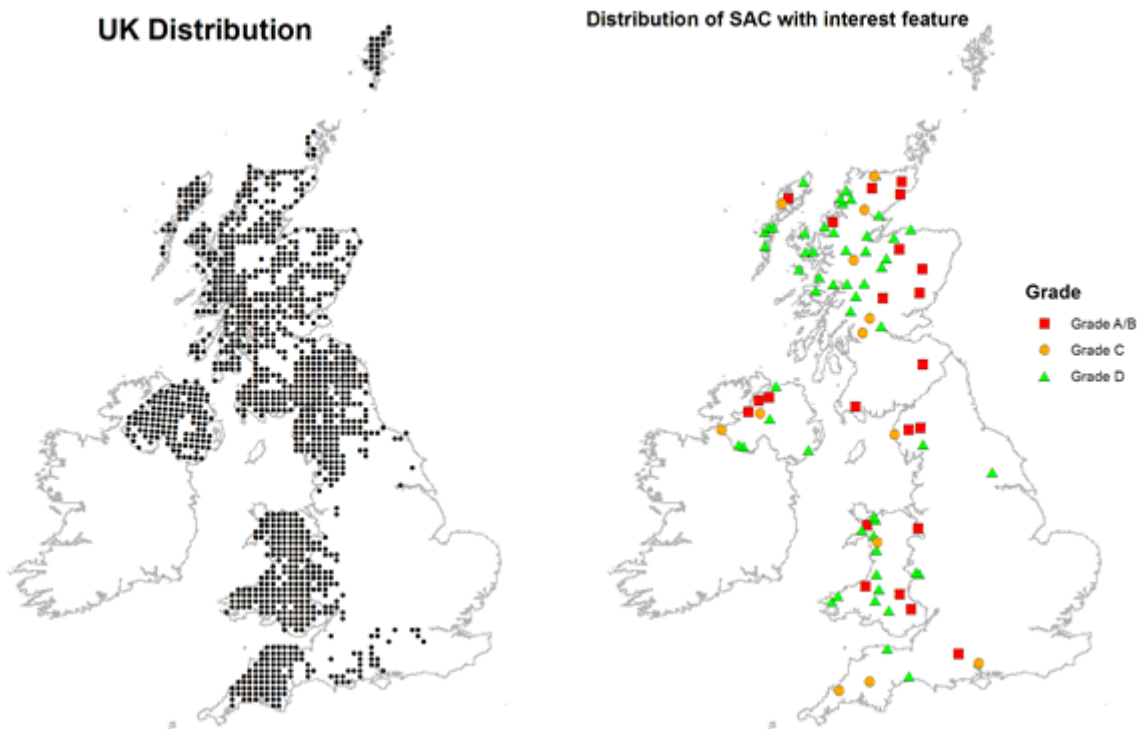 UK Distribution
Distribution of SAC with interest feature
Grade
Grade A/B
Grade C
Grade D